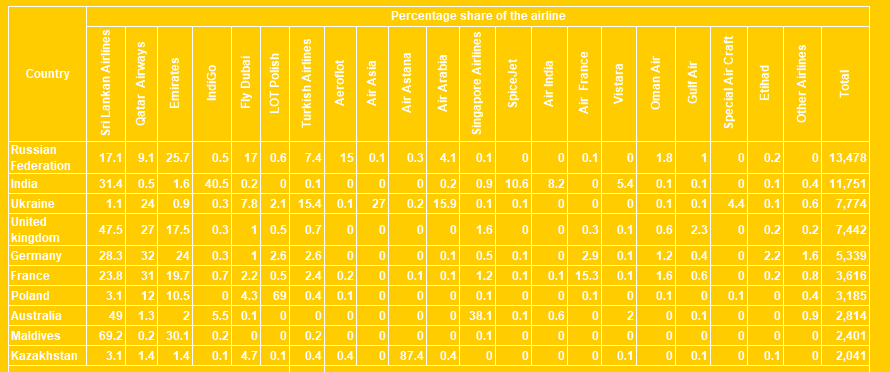 Percentage share of the airline
Country Sri Lankan Airlines Qatar Airways Emirates IndiGo Fly Dubai LOT Polish Turkish Airlines Aeroflot Air Asia Air Astana Air Arabia Singapore Airlines SpiceJet Air India Air France Vistara Oman Air Gulf Air Special Air Craft Etihad Other Airlines Total
Russian
Federation 17.1 9.1 25.7 0.5 17 0.6 7.4 15 0.1 0.3 4.1 0.1 0 0 0.1 0 1.8 1 0 0.2 0 13,478
India 31.4 0.5 1.6 40.5 0.2 0 0.1 0 0 0 0.2 0.9 10.6 8.2 0 5.4 0.1 0.1 0 0.1 0.4 11,751
Ukraine 1.1 24 0.9 0.3 7.8 2.1 15.4 0.1 27 0.2 15.9 0.1 0.1 0 0 0 0.1 0.1 4.4 0.1 0.6 7,774
United
kingdom 47.5 27 17.5 0.3 1 0.5 0.7 0 0 0 0 1.6 0 0 0.3 0.1 0.6 2.3 0 0.2 0.2 7,442
Germany 28.3 32 24 0.3 1 2.6 2.6 0 0 0 0.1 0.5 0.1 0 2.9 0.1 1.2 0.4 0 2.2 1.6 5,339
France 23.8 31 19.7 0.7 2.2 0.5 2.4 0.2 0 0.1 0.1 1.2 0.1 0.1 15.3 0.1 1.6 0.6 0 0.2 0.8 3,616
Poland 3.1 12 10.5 0 4.3 69 0.4 0.1 0 0 0 0.1 0 0 0.1 0 0.1 0 0.1 0 0.4 3,185
Australia 49 1.3 2 5.5 0.1 0 0 0 0 0 0 38.1 0.1 0.6 0 2 0 0.1 0 0 0.9 2,814
Maldives 69.2 0.2 30.1 0.2 0 0 0.2 0 0 0 0 0.1 0 0 0 0 0 0 0 0 0 2,401
Kazakhstan 3.1 1.4 1.4 0.1 4.7 0.1 0.4 0.4 0 87.4 0.4 0 0 0 0 0.1 0 0.1 0 0.1 0 2,041